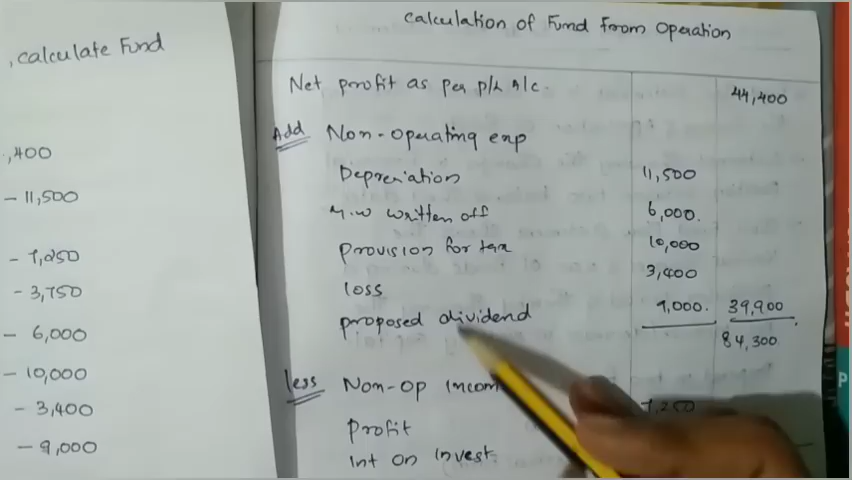 Calculation of Fund From Operation
, calculate Fund
,400
- 11,500
- 7,250
- 3,750
- 6,000
- 10,000
- 3,400
- 9,000
Net profit as per P/L A/c. 44,400
Add Non-Operating exp
Depreciation 11,500
written off 6,000.
provision for tax 10,000
loss 3,400
proposed dividend 9,000. 39,900
84,300
Less Non-Op Incom
Profit 7,250
Int on Invest.